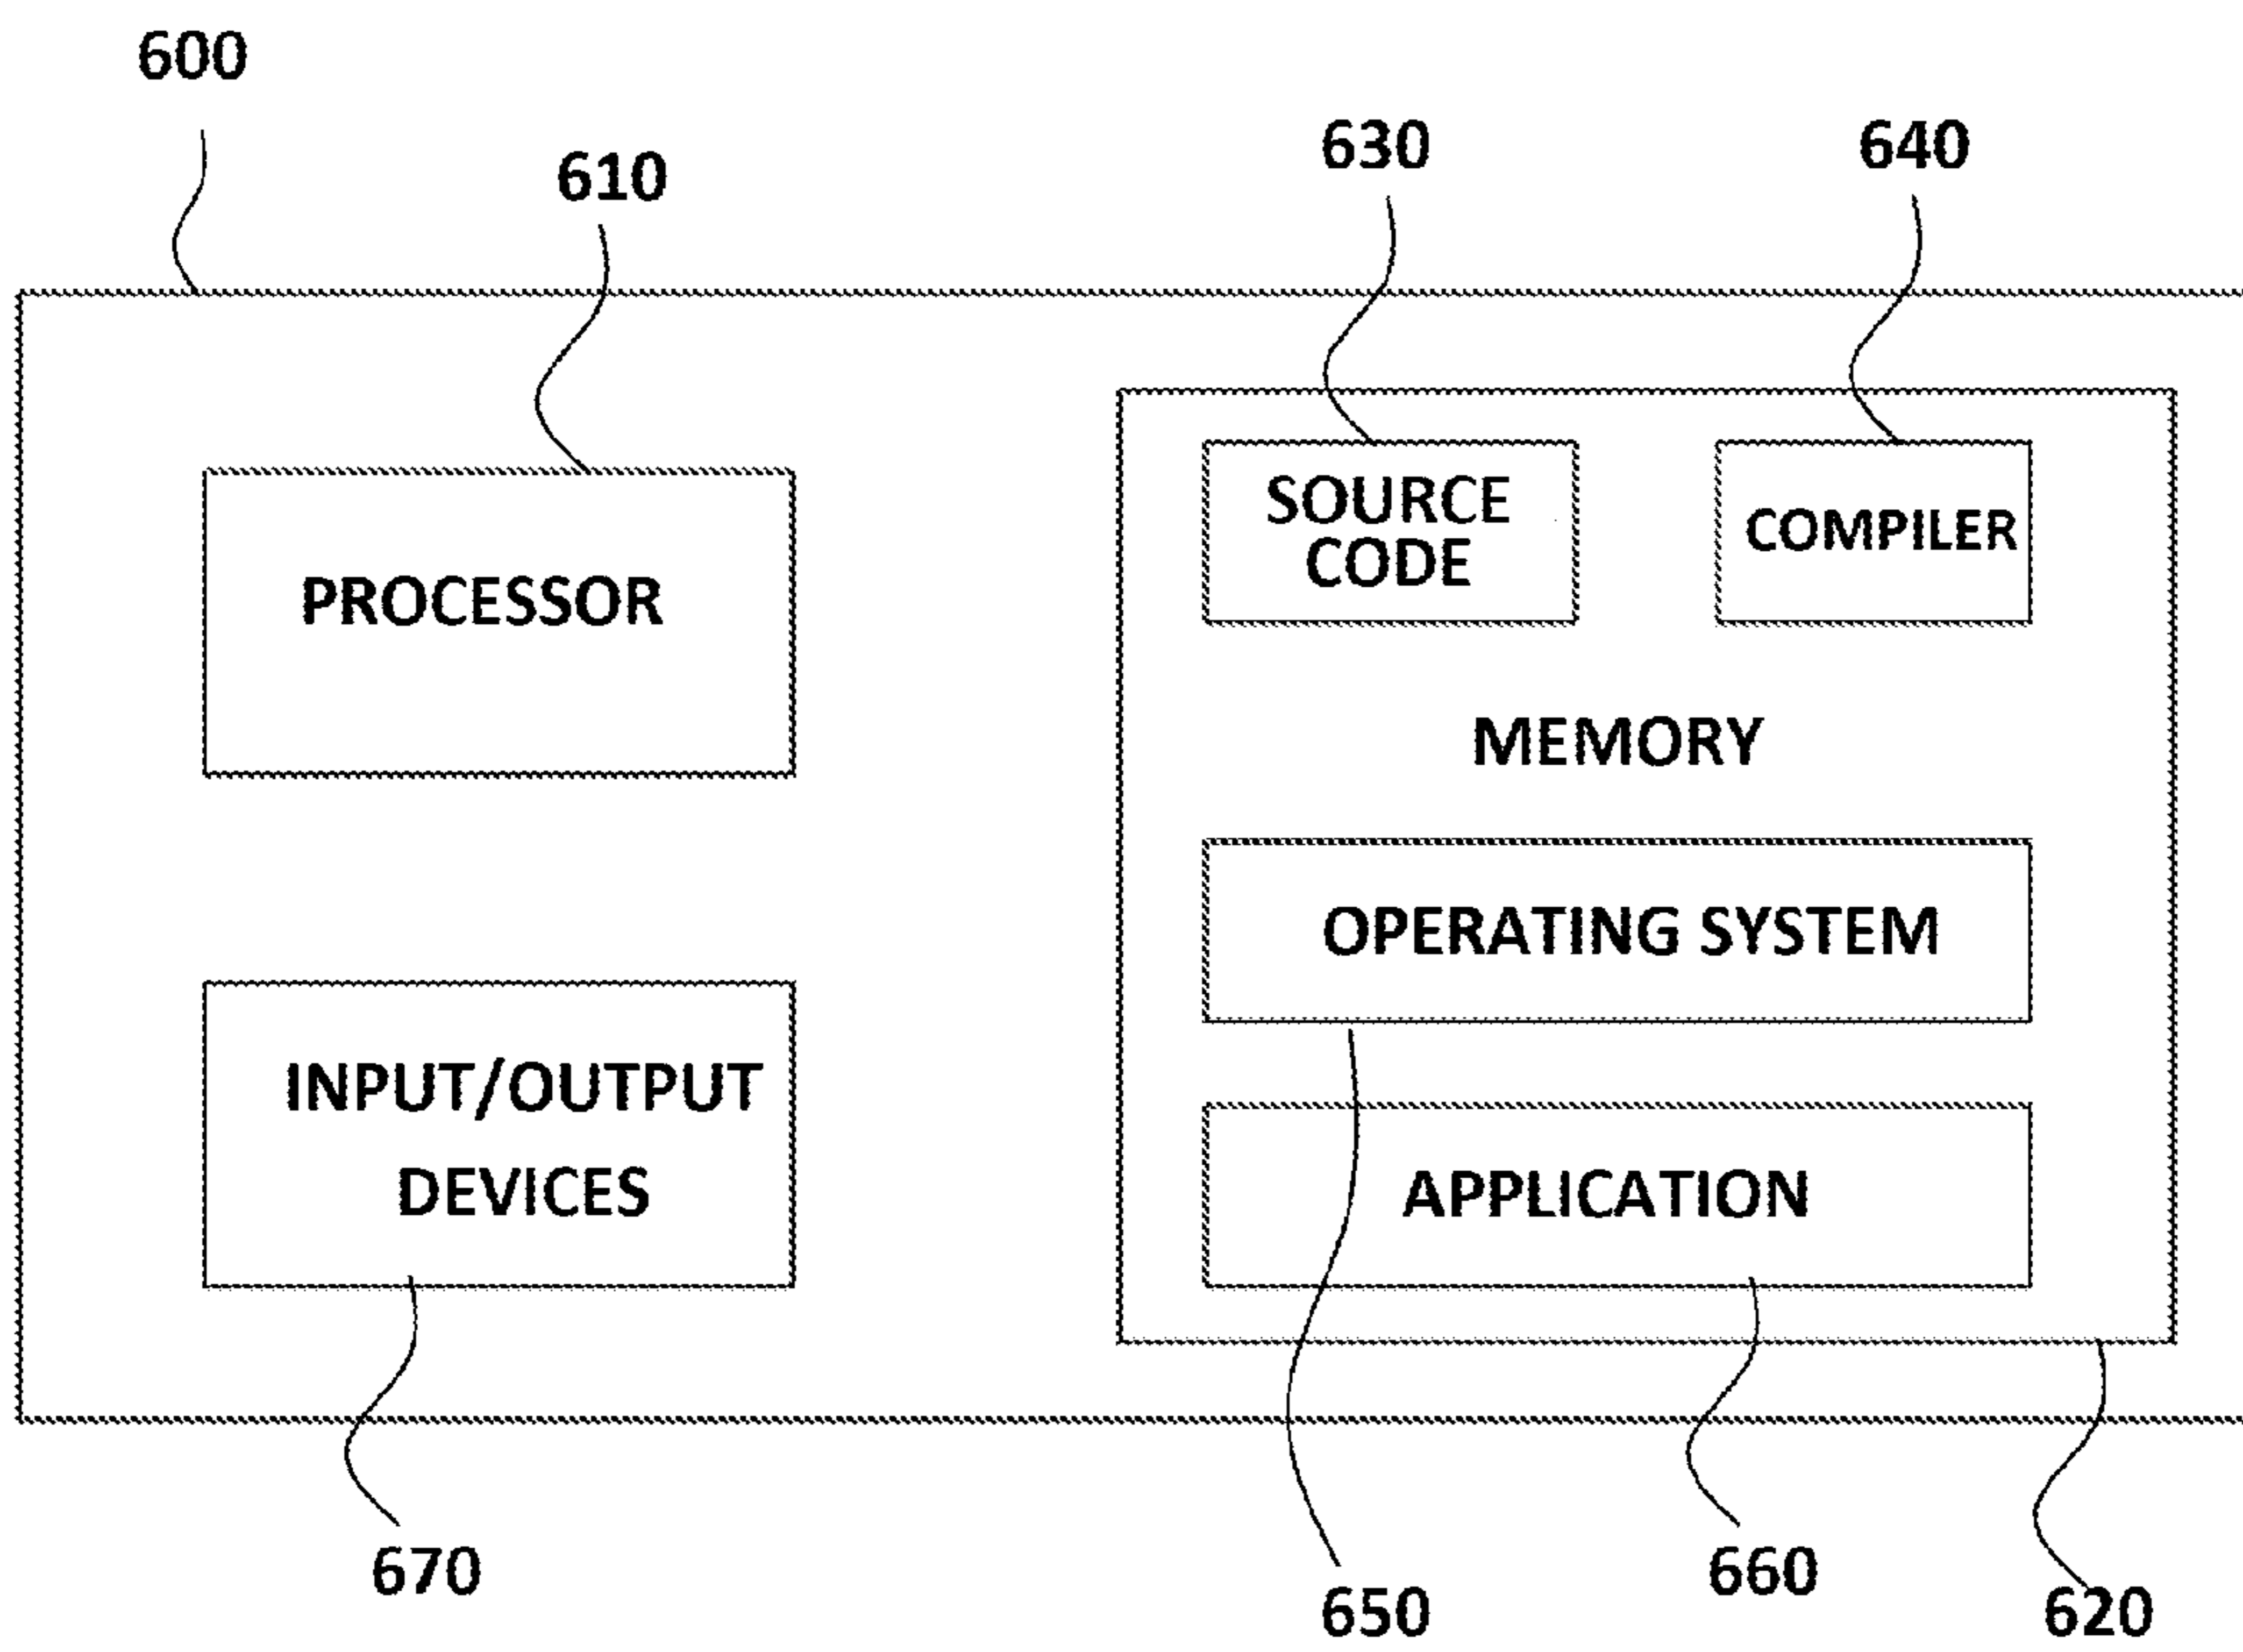 600
610
630
640
SOURCE
CODE
COMPILER
PROCESSOR
MEMORY
OPERATING SYSTEM
INPUT/OUTPUT
DEVICES
APPLICATION
670
650
660
620